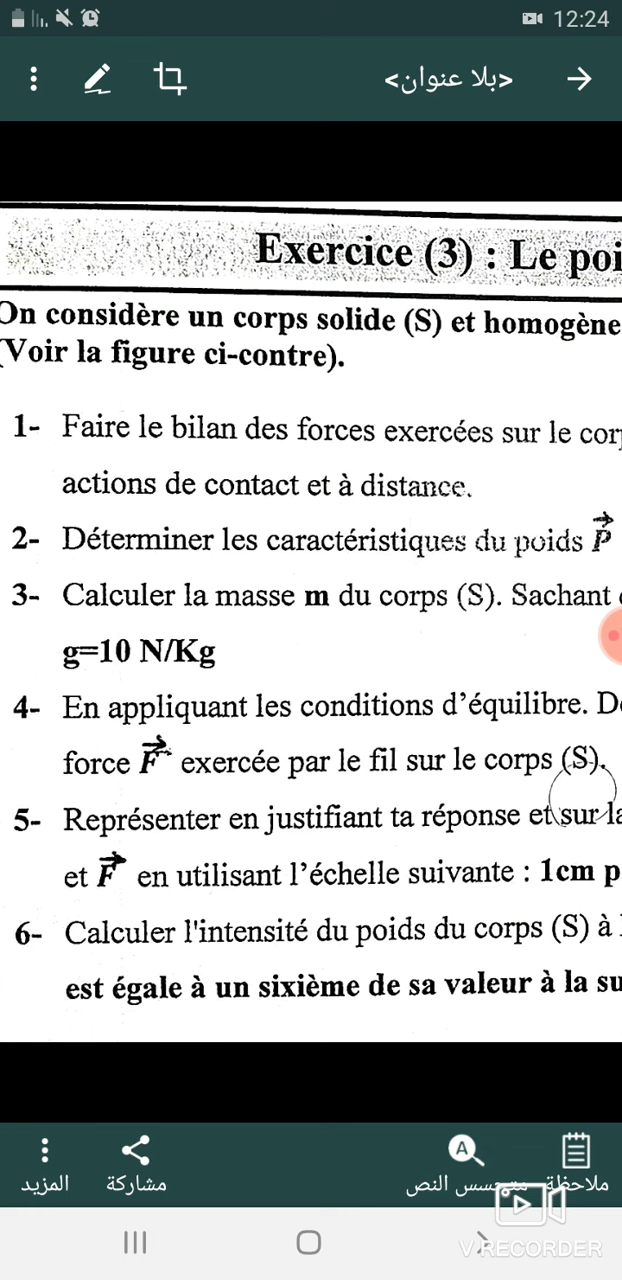 12:24
<بلا عنوان>
Exercice (3) : Le poi
On considère un corps solide (S) et homogène
(Voir la figure ci-contre).
1- Faire le bilan des forces exercées sur le cor
actions de contact et à distance.
2- Déterminer les caractéristiques du poids P
3- Calculer la masse m du corps (S). Sachant
g=10 N/Kg
4- En appliquant les conditions d'équilibre. D
force F exercée par le fil sur le corps (S).
5- Représenter en justifiant ta réponse et sur la
et F en utilisant l'échelle suivante : 1cm p
6- Calculer l'intensité du poids du corps (S) à
est égale à un sixième de sa valeur à la su
المزيد
مشاركة
A
النص
ملاحظة
V RECORDER